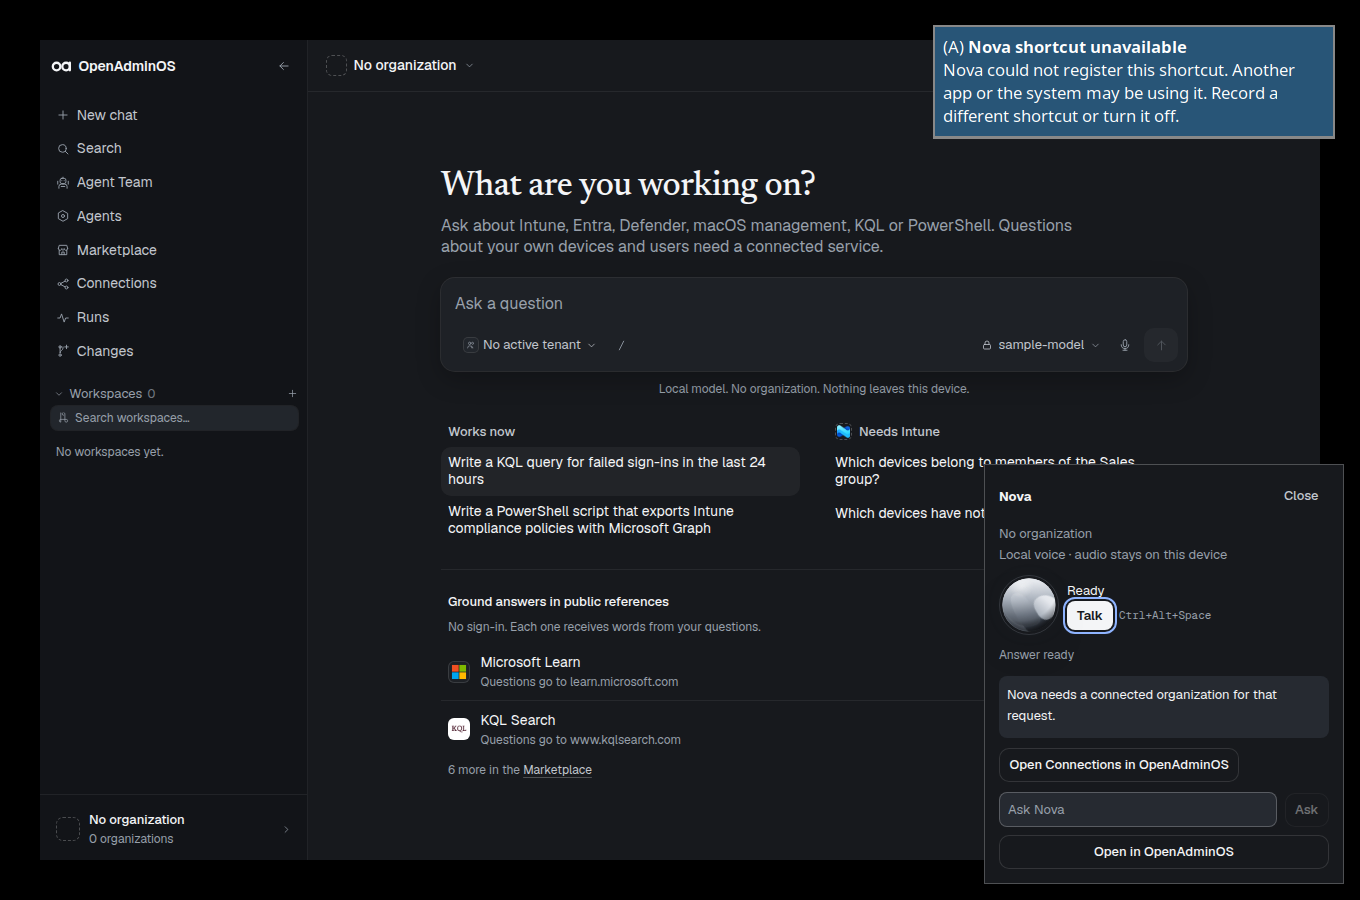 OpenAdminOS
New chat
Search
Agent Team
Agents
Marketplace
Connections
Runs
Changes
Workspaces 0
Search workspaces...
No workspaces yet.
No organization
0 organizations
No organization
(A) Nova shortcut unavailable
Nova could not register this shortcut. Another
app or the system may be using it. Record a
different shortcut or turn it off.
What are you working on?
Ask about Intune, Entra, Defender, macOS management, KQL or PowerShell. Questions
about your own devices and users need a connected service.
Ask a question
No active tenant /
sample-model
Local model. No organization. Nothing leaves this device.
Works now
Write a KQL query for failed sign-ins in the last 24
hours
Write a PowerShell script that exports Intune
compliance policies with Microsoft Graph
Needs Intune
Which devices belong to members of the Sales
group?
Which devices have not
Ground answers in public references
No sign-in. Each one receives words from your questions.
Microsoft Learn
Questions go to learn.microsoft.com
KQL
KQL Search
Questions go to www.kqlsearch.com
6 more in the Marketplace
Nova
Close
No organization
Local voice · audio stays on this device
Ready
Talk Ctrl+Alt+Space
Answer ready
Nova needs a connected organization for that
request.
Open Connections in OpenAdminOS
Ask Nova
Ask
Open in OpenAdminOS